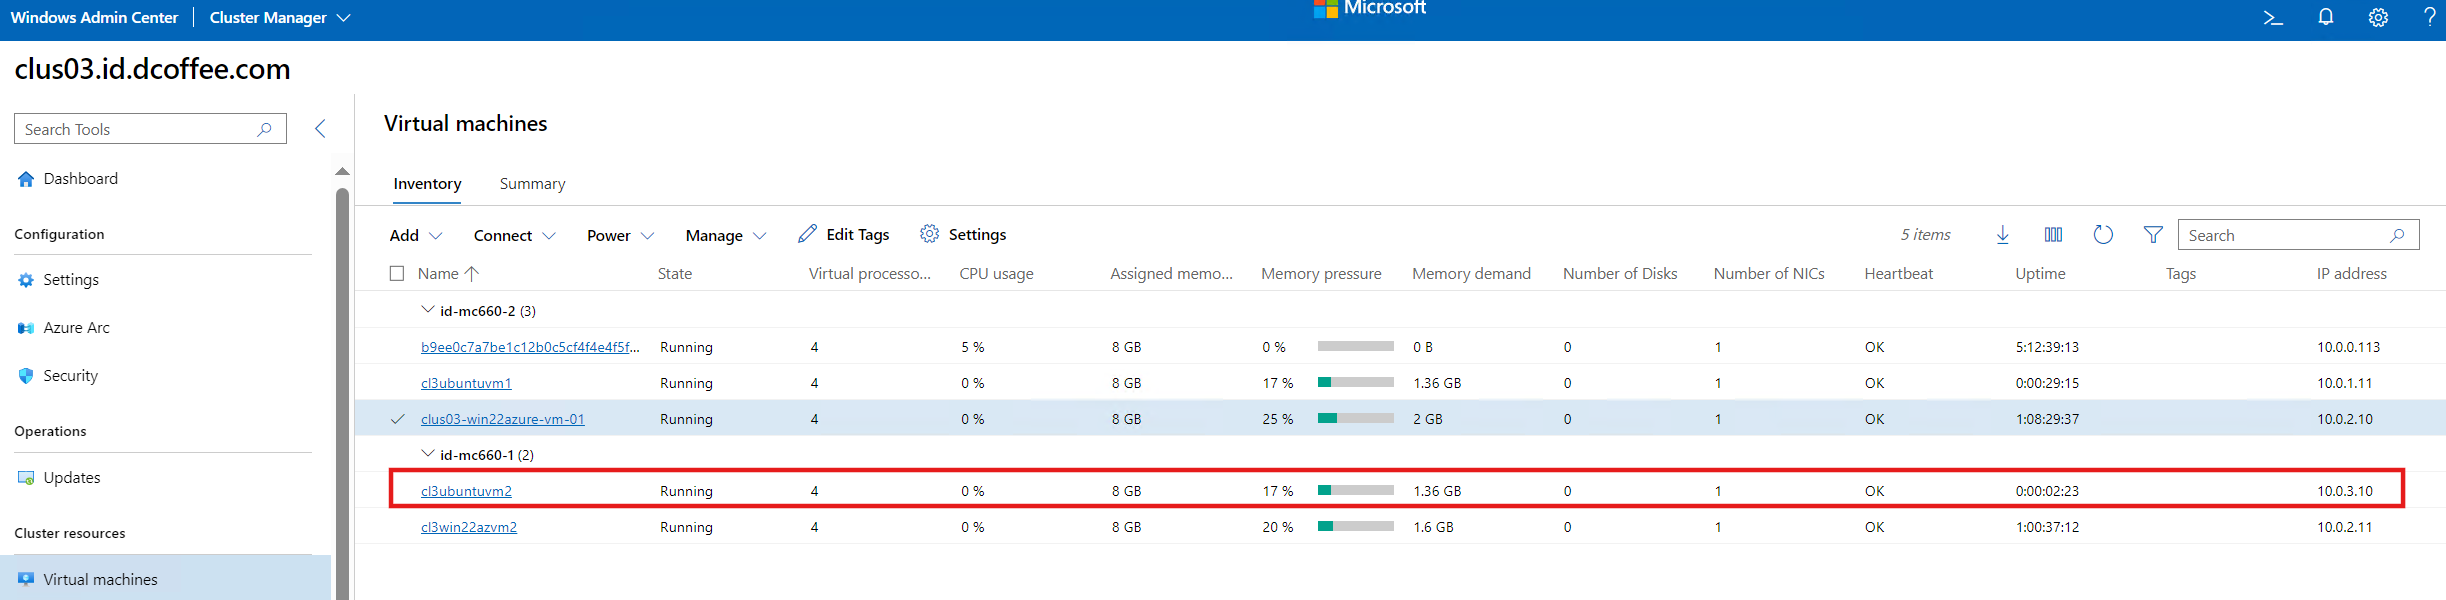 Windows Admin Center Cluster Manager Microsoft
clus03.id.dcoffee.com
Search Tools
Dashboard
Configuration
Settings
Azure Arc
Security
Operations
Updates
Cluster resources
Virtual machines
Virtual machines
Inventory Summary
Add Connect Power Manage Edit Tags Settings 5 items Search
Name State Virtual processo... CPU usage Assigned memo... Memory pressure Memory demand Number of Disks Number of NICs Heartbeat Uptime Tags IP address
id-mc660-2 (3)
b9ee0c7a7be1c12b0c5cf4f4e4f5f... Running 4 5 % 8 GB 0 % 0 B 0 1 OK 5:12:39:13 10.0.0.113
cl3ubuntuvm1 Running 4 0 % 8 GB 17 % 1.36 GB 0 1 OK 0:00:29:15 10.0.1.11
clus03-win22azure-vm-01 Running 4 0 % 8 GB 25 % 2 GB 0 1 OK 1:08:29:37 10.0.2.10
id-mc660-1 (2)
cl3ubuntuvm2 Running 4 0 % 8 GB 17 % 1.36 GB 0 1 OK 0:00:02:23 10.0.3.10
cl3win22azvm2 Running 4 0 % 8 GB 20 % 1.6 GB 0 1 OK 1:00:37:12 10.0.2.11